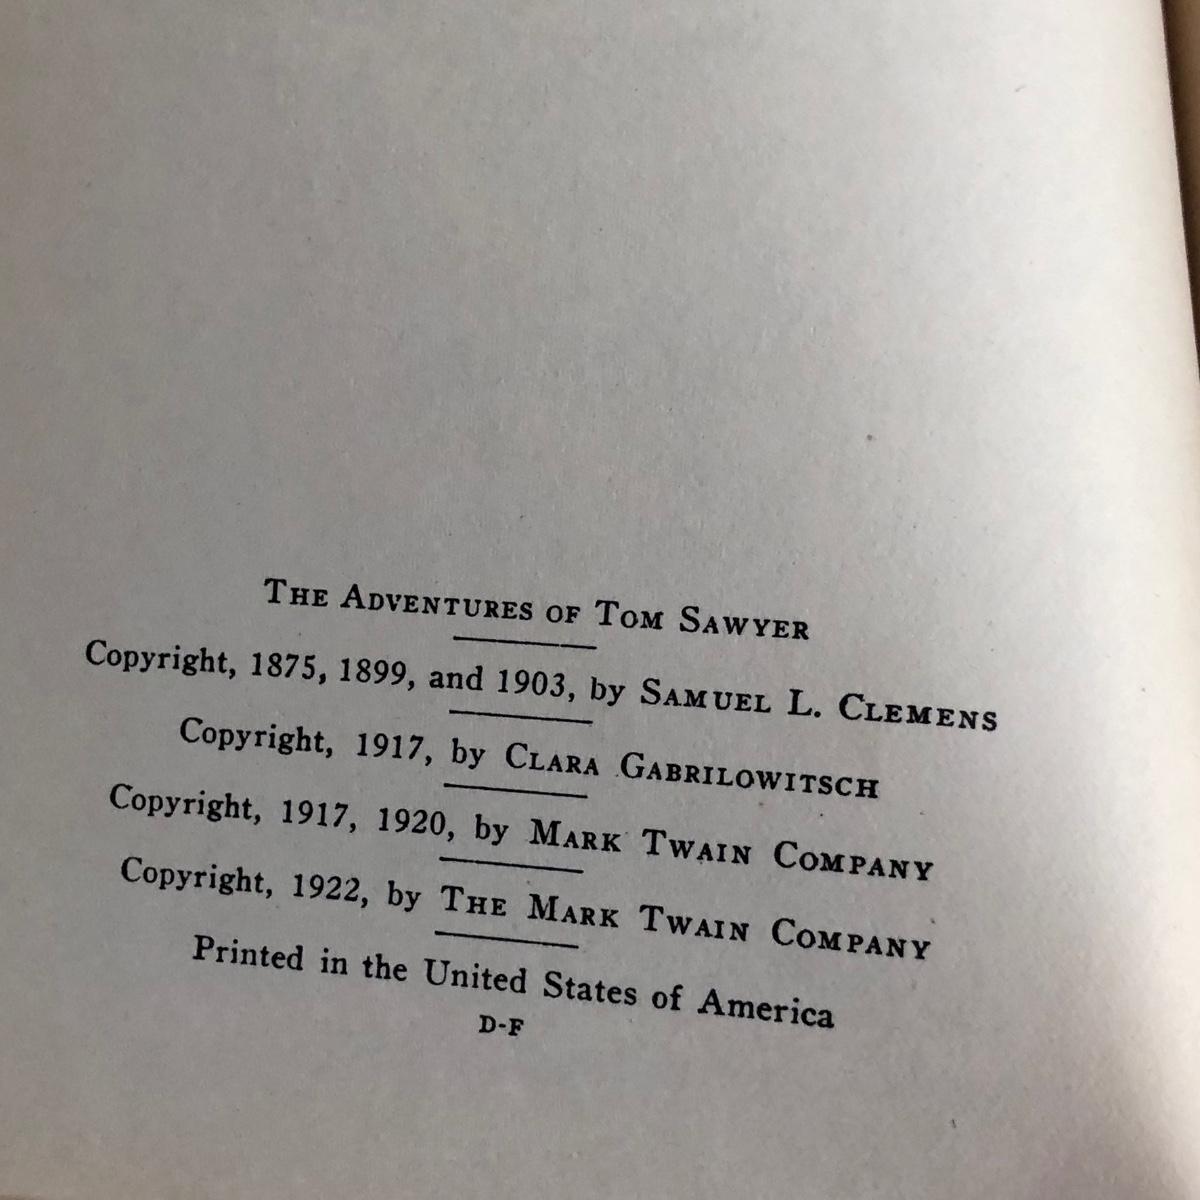 THE ADVENTURES OF TOM SAWYER
Copyright, 1875, 1899, and 1903, by SAMUEL L. CLEMENS
Copyright, 1917, by CLARA GABRILOWITSCH
Copyright, 1917, 1920, by MARK TWAIN COMPANY
Copyright, 1922, by THE MARK TWAIN COMPANY
Printed in the United States of America
D-F